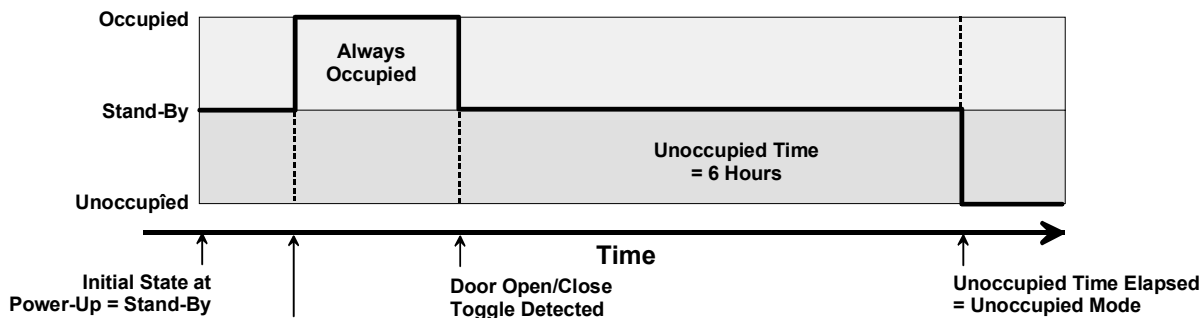 Occupied
Always
Occupied
Stand-By
Unoccupied Time
= 6 Hours
Unoccupîed
Time
Initial State at
Power-Up = Stand-By
Door Open/Close
Toggle Detected
Unoccupied Time Elapsed
= Unoccupied Mode